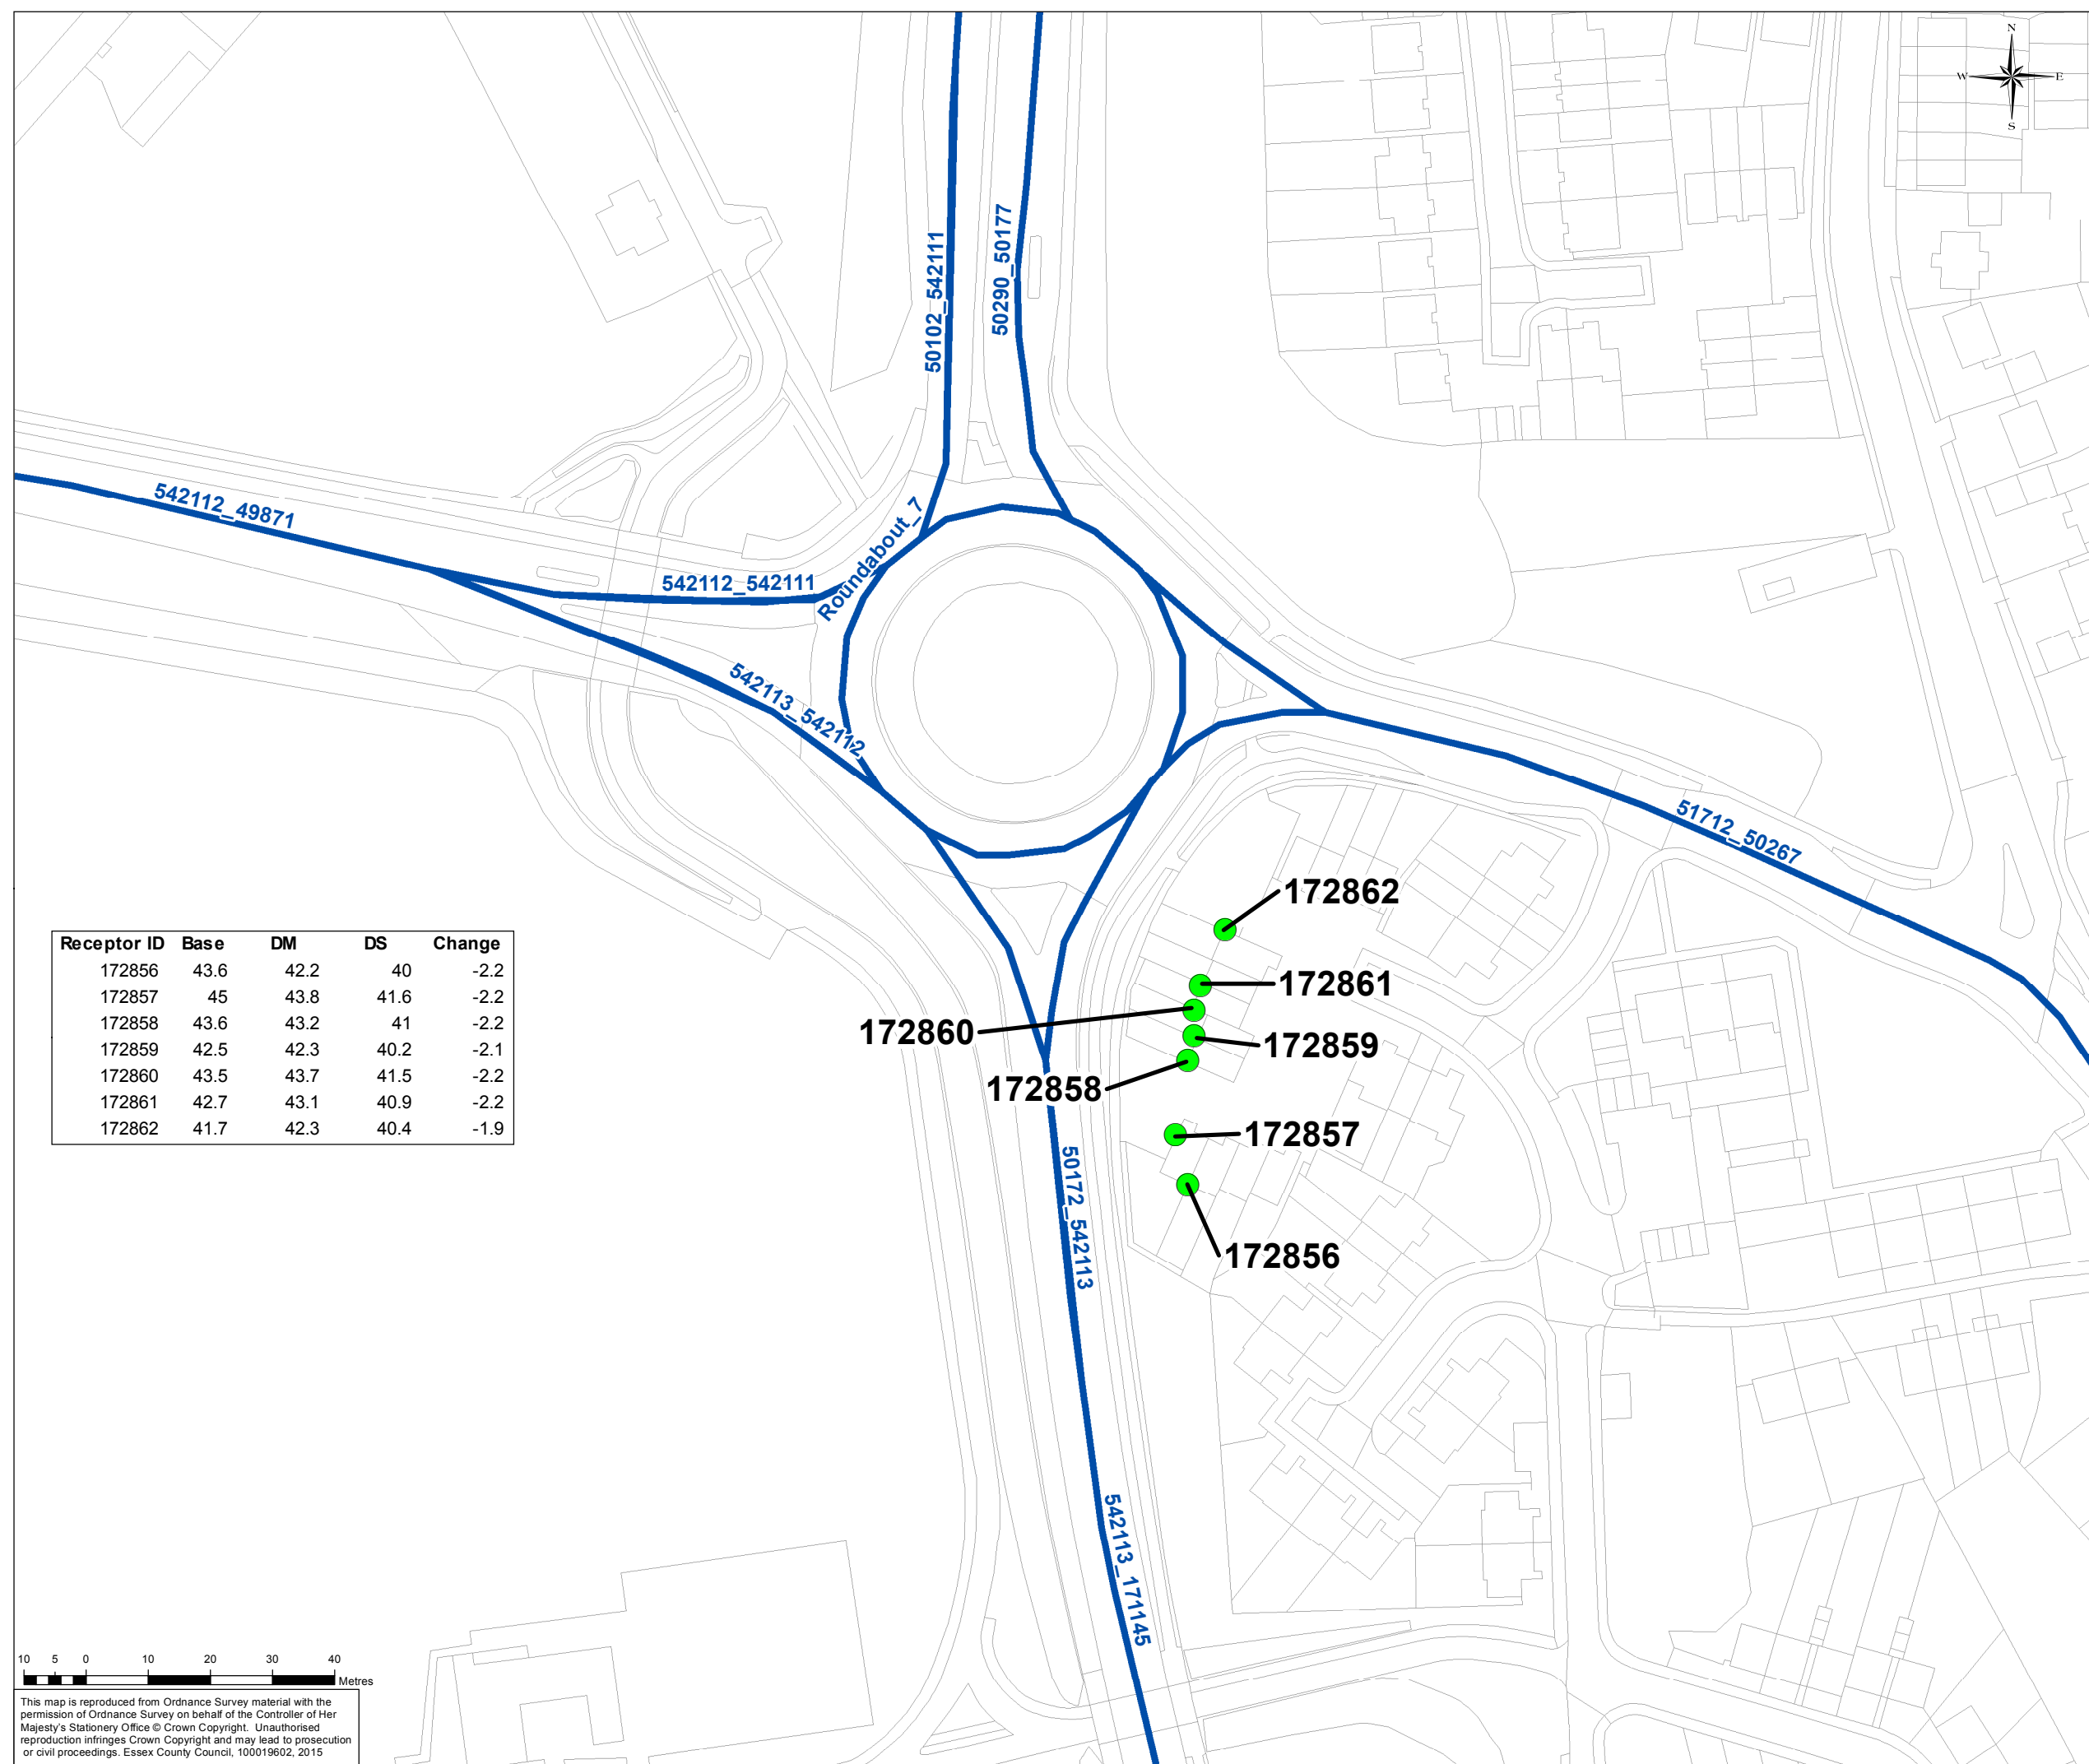 N
W E
S
50102_542111
50290_50177
542112_49871
Roundabout_7
542112_542111
542113_542112
51712_50267
172862
172861
172860
172859
172858
172857
172856
50172_542113
542113_171145
Receptor ID Base DM DS Change
172856 43.6 42.2 40 -2.2
172857 45 43.8 41.6 -2.2
172858 43.6 43.2 41 -2.2
172859 42.5 42.3 40.2 -2.1
172860 43.5 43.7 41.5 -2.2
172861 42.7 43.1 40.9 -2.2
172862 41.7 42.3 40.4 -1.9
10 5 0 10 20 30 40
Metres
This map is reproduced from Ordnance Survey material with the
permission of Ordnance Survey on behalf of the Controller of Her
Majesty's Stationery Office © Crown Copyright. Unauthorised
reproduction infringes Crown Copyright and may lead to prosecution
or civil proceedings. Essex County Council, 100019602, 2015